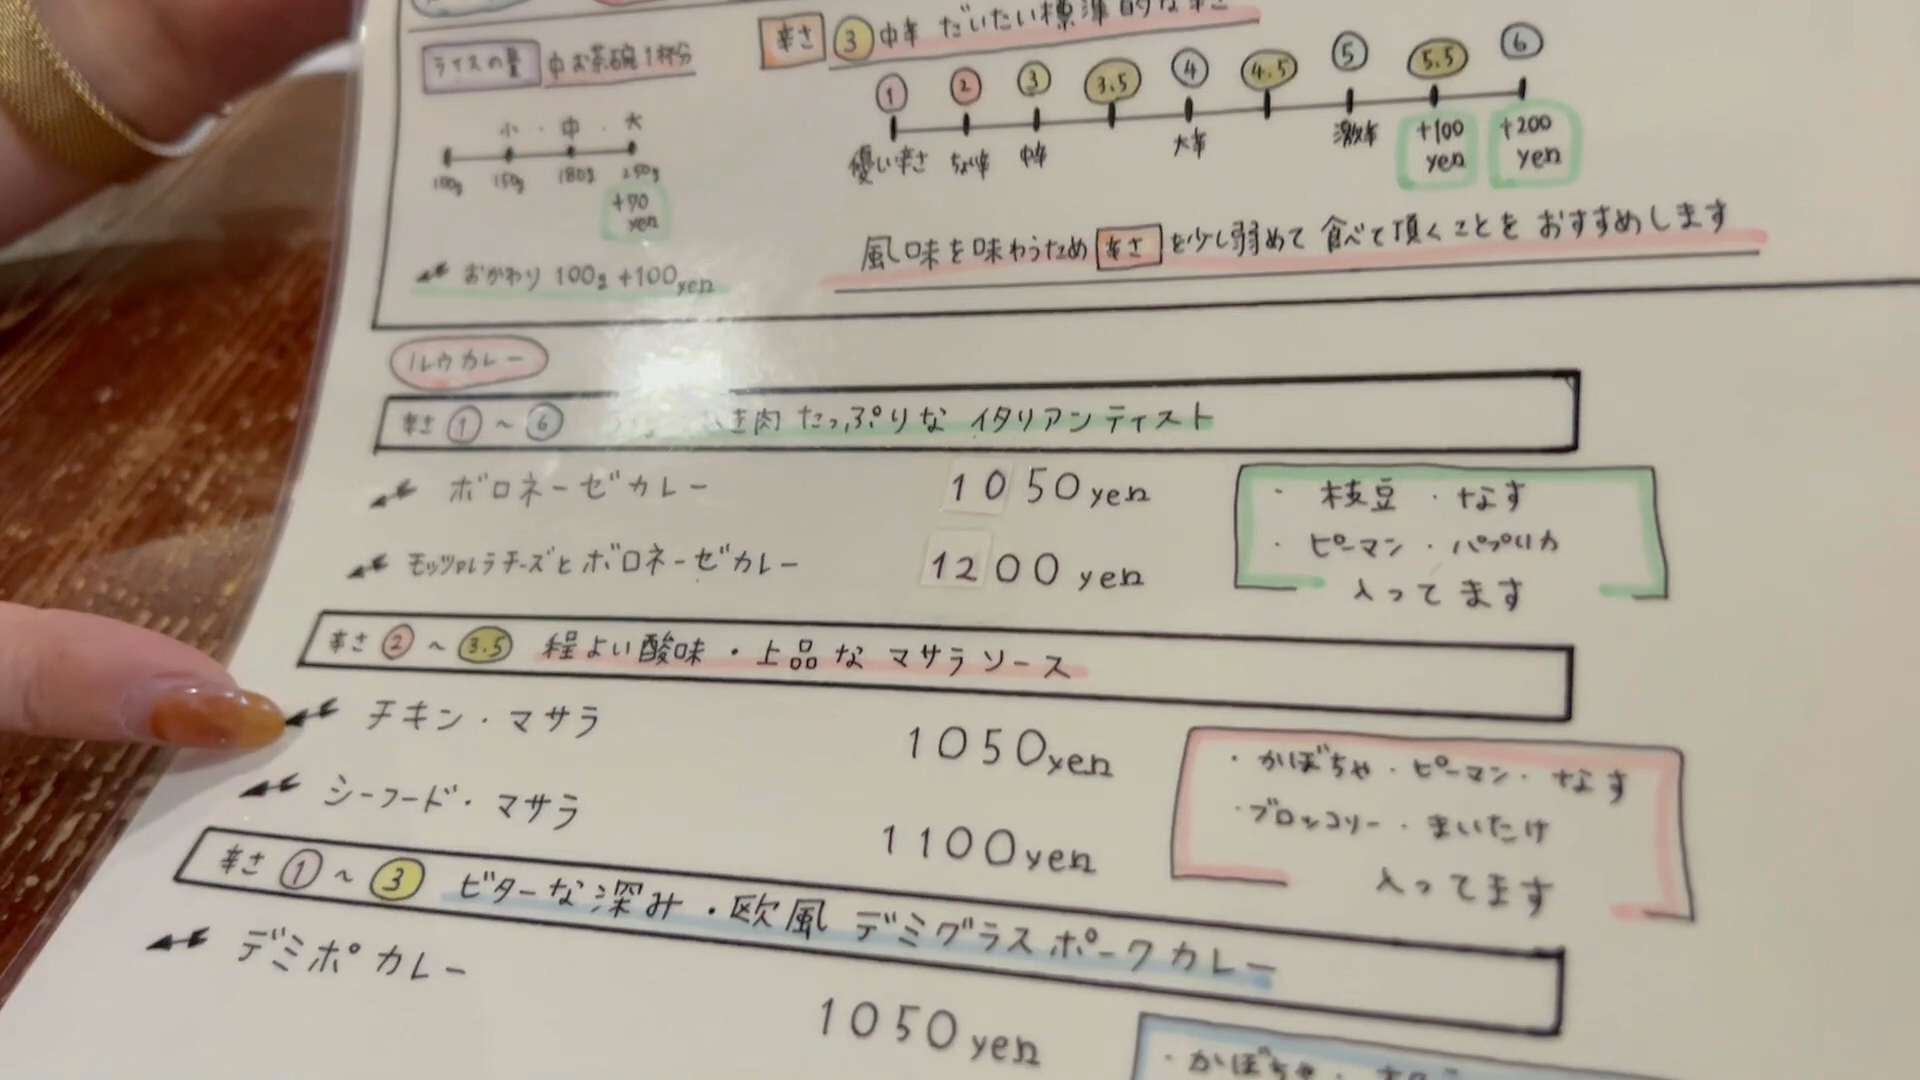 ライスの量 中お茶碗1杯分
小 ・ 中 ・ 大
100g 150g 180g 250g
+70
yen
おかわり 100g +100yen
辛さ ③ 中辛 だいたい標準的な辛さ
① ② ③ 3.5 ④ 4.5 ⑤ 5.5 ⑥
優しい辛さ ちょい辛 中辛 大辛 激辛 +100 yen +200 yen
風味を味わうため 辛さ を少し弱めて 食べて頂くことを おすすめします
ルウカレー
辛さ ① ~ ⑥ き肉 たっぷりな イタリアンテイスト
ボロネーゼカレー 1050yen
モッツァレラチーズと ボロネーゼカレー 1200 yen
・ 枝豆 ・ なす
・ ピーマン ・ パプリカ
入ってます
辛さ ② ~ 3.5 程よい酸味・上品な マサラソース
チキン・マサラ 1050yen
シーフード・マサラ 1100yen
・かぼちゃ・ピーマン・なす
・ブロッコリー・まいたけ
入ってます
辛さ ① ~ ③ ビターな深み・欧風 デミグラスポークカレー
デミポカレー 1050yen
・かぼちゃ・